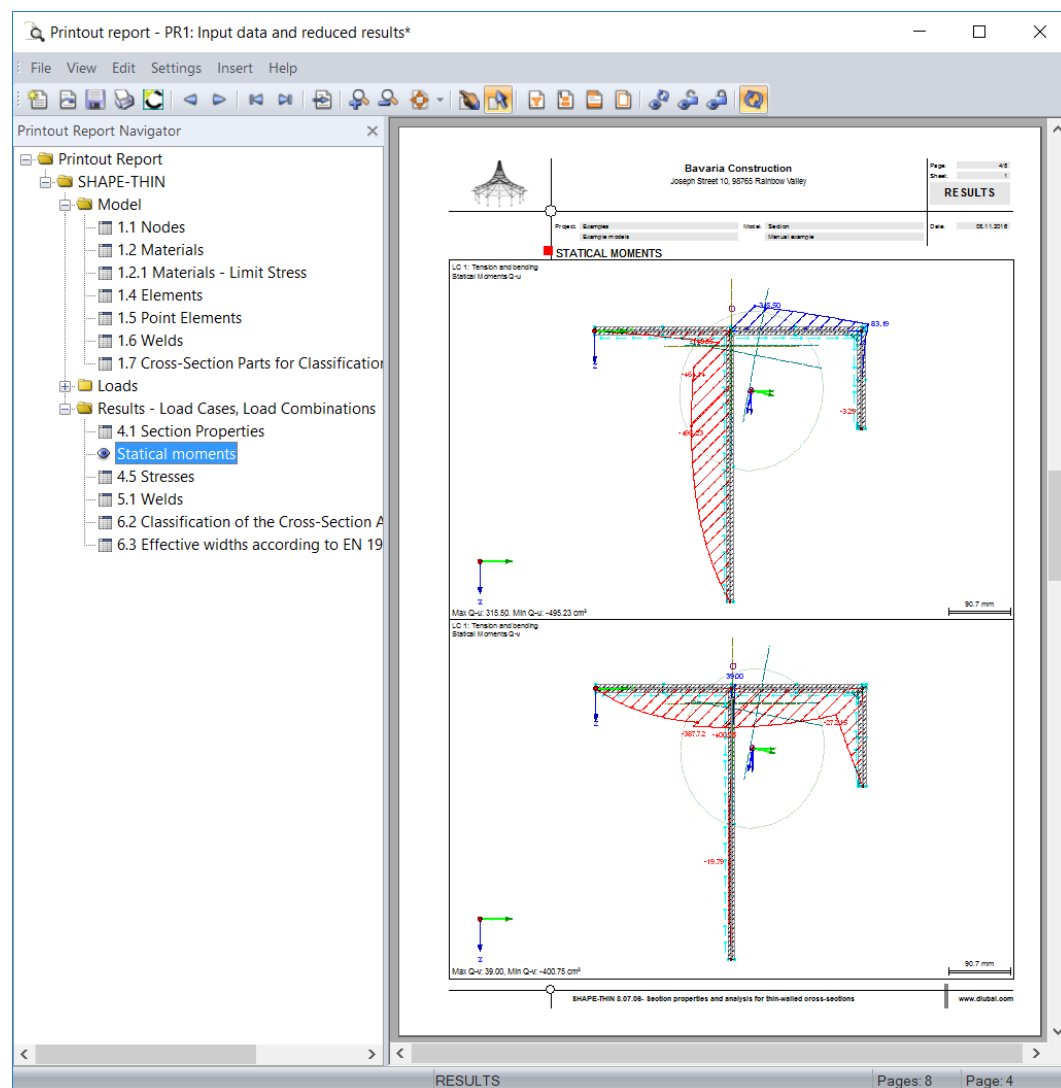 Printout report - PR1: Input data and reduced results*
File View Edit Settings Insert Help
Printout Report Navigator
Printout Report
SHAPE-THIN
Model
1.1 Nodes
1.2 Materials
1.2.1 Materials - Limit Stress
1.4 Elements
1.5 Point Elements
1.6 Welds
1.7 Cross-Section Parts for Classification
Loads
Results - Load Cases, Load Combinations
4.1 Section Properties
Statical moments
4.5 Stresses
5.1 Welds
6.2 Classification of the Cross-Section A
6.3 Effective widths according to EN 19
Bavaria Construction
Joseph Street 10, 98765 Rainbow Valley
Page: 4/8
Sheet: 1
RESULTS
Project: Examples Model: Section Date: 08.11.2016
Example models Manual example
STATICAL MOMENTS
LC 1: Tension and bending
Statical Moments Q-u
315.50
83.19
-3.29
-495.23
z
z
Max Q-u: 315.50, Min Q-u: -495.23 cm³
90.7 mm
LC 1: Tension and bending
Statical Moments Q-v
39.00
z
-387.72
-19.79
z
Max Q-v: 39.00, Min Q-v: -400.75 cm³
90.7 mm
SHAPE-THIN 8.07.06- Section properties and analysis for thin-walled cross-sections
www.dlubal.com
RESULTS
Pages: 8
Page: 4